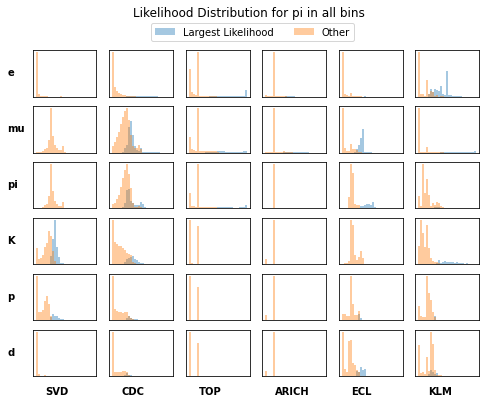 Likelihood Distribution for pi in all bins
Largest Likelihood Other
e
mu
pi
K
p
d
SVD CDC TOP ARICH ECL KLM